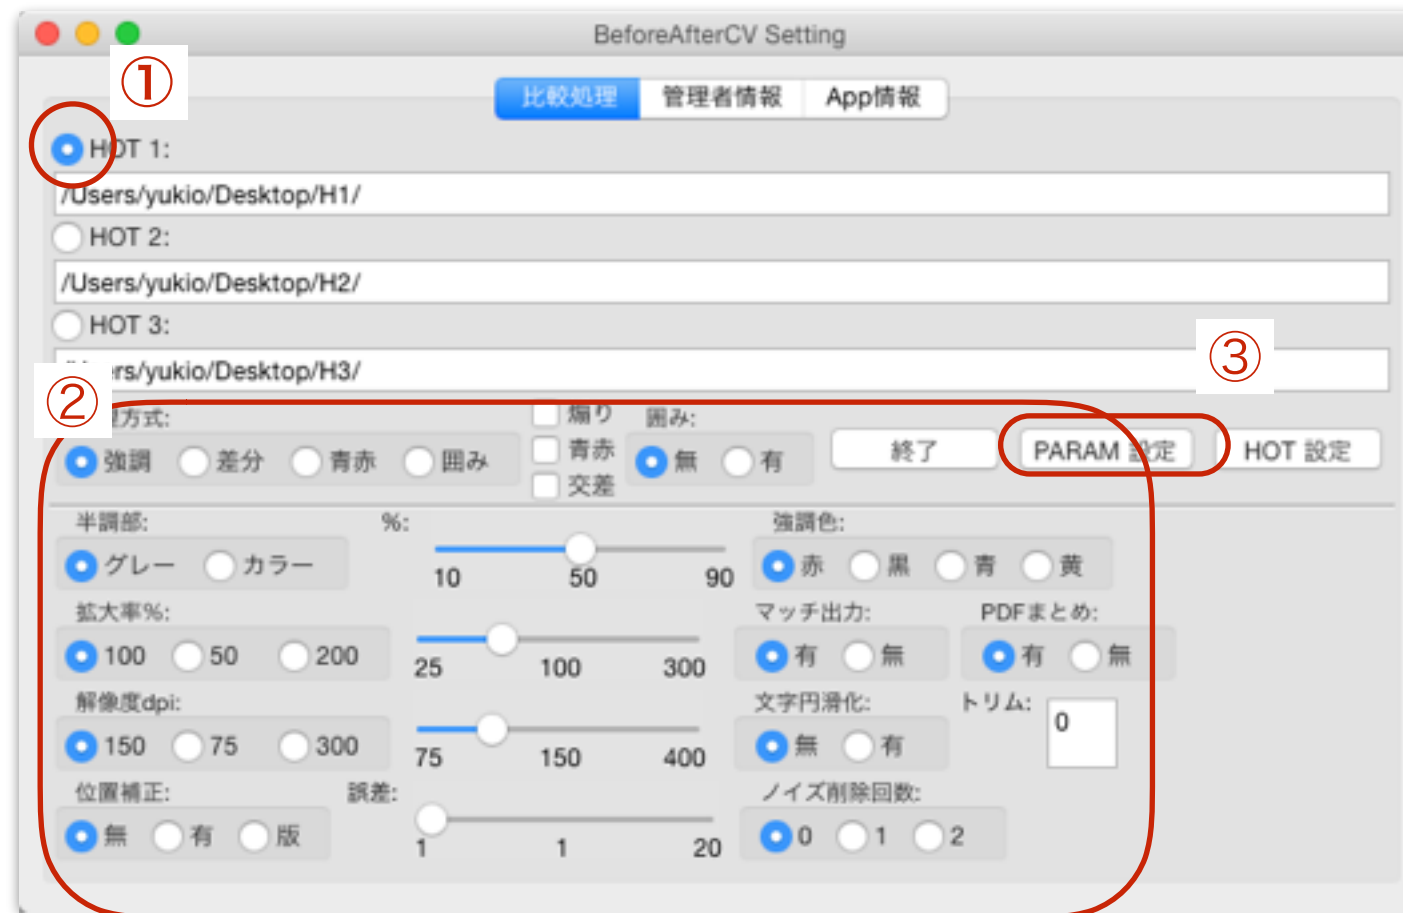 BeforeAfterCV Setting
①
比較処理 管理者情報 App情報
HOT 1:
/Users/yukio/Desktop/H1/
HOT 2:
/Users/yukio/Desktop/H2/
HOT 3:
③
ers/yukio/Desktop/H3/
②
方式: 煽り 囲み:
強調 差分 青赤 囲み 青赤 無 有 終了 PARAM 設定 HOT 設定
交差
半調部: %: 強調色:
グレー カラー 10 50 90 赤 黒 青 黄
拡大率%: マッチ出力: PDFまとめ:
100 50 200 25 100 300 有 無 有 無
解像度dpi: 文字円滑化: トリム:
150 75 300 75 150 400 無 有 0
位置補正: 誤差: ノイズ削除回数:
無 有 版 1 1 20 0 1 2